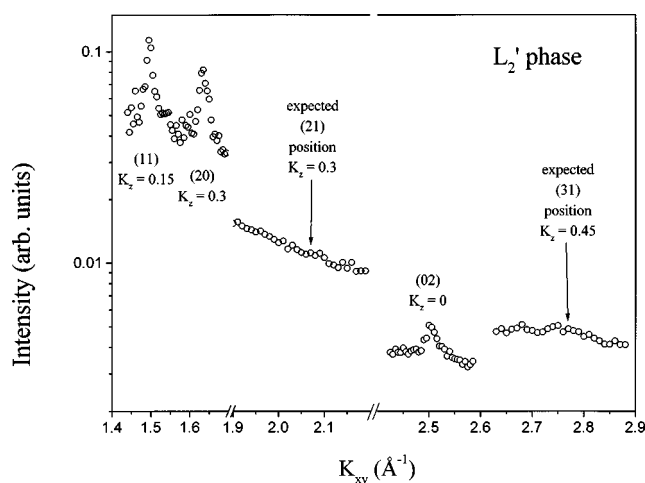 L₂' phase
0.1
0.01
Intensity (arb. units)
(11)
K_z = 0.15
(20)
K_z = 0.3
expected
(21)
position
K_z = 0.3
(02)
K_z = 0
expected
(31)
position
K_z = 0.45
1.4 1.5 1.6 1.7 1.8 1.9 2.0 2.1 2.5 2.6 2.7 2.8 2.9
K_xy (Å⁻¹)